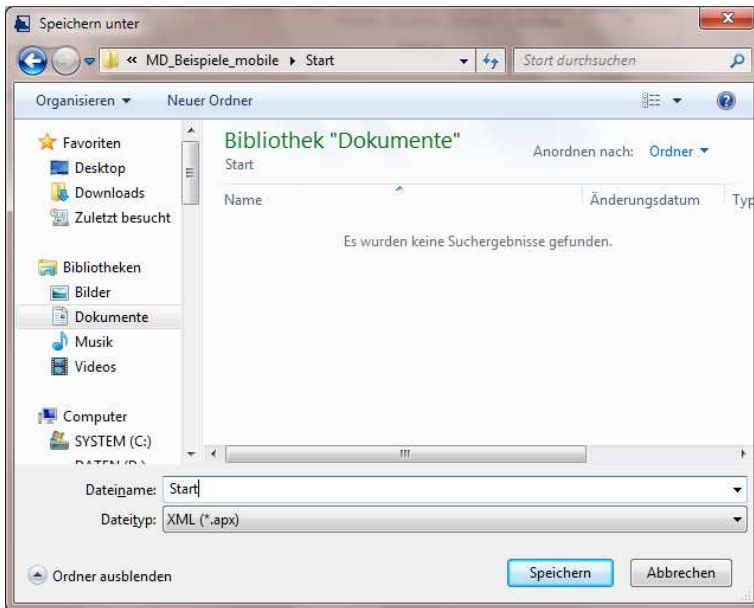 Speichern unter
« MD_Beispiele_mobile Start
Start durchsuchen
Organisieren
Neuer Ordner
Favoriten
Desktop
Downloads
Zuletzt besucht
Bibliotheken
Bilder
Dokumente
Musik
Videos
Computer
SYSTEM (C:)
Bibliothek "Dokumente"
Start
Anordnen nach: Ordner
Name Änderungsdatum Typ
Es wurden keine Suchergebnisse gefunden.
Dateiname: Start
Dateityp: XML (*.apx)
Ordner ausblenden
Speichern
Abbrechen